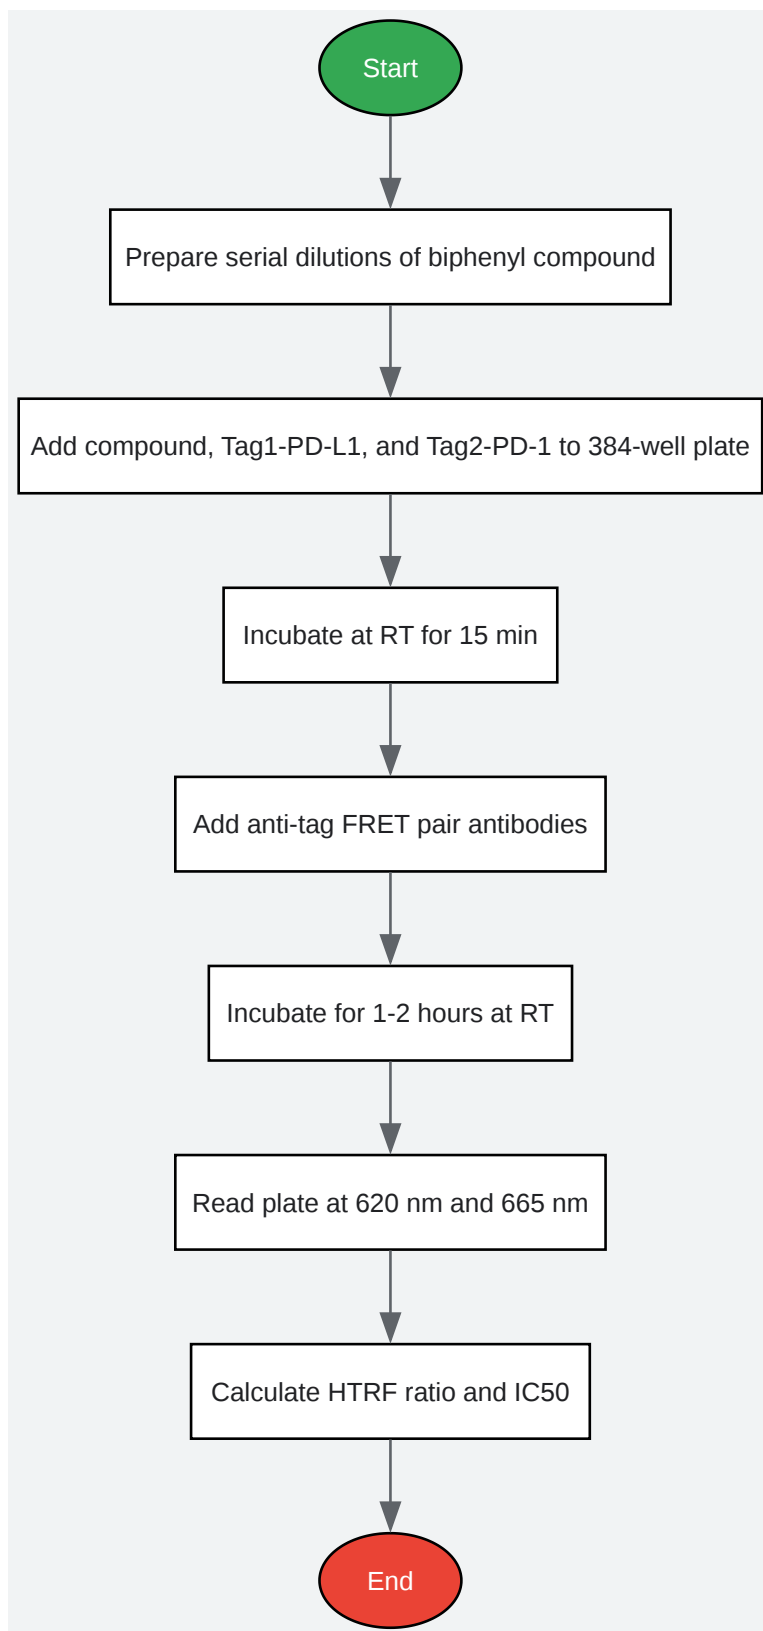 Start
Prepare serial dilutions of biphenyl compound
Add compound, Tag1-PD-L1, and Tag2-PD-1 to 384-well plate
Incubate at RT for 15 min
Add anti-tag FRET pair antibodies
Incubate for 1-2 hours at RT
Read plate at 620 nm and 665 nm
Calculate HTRF ratio and IC50
End